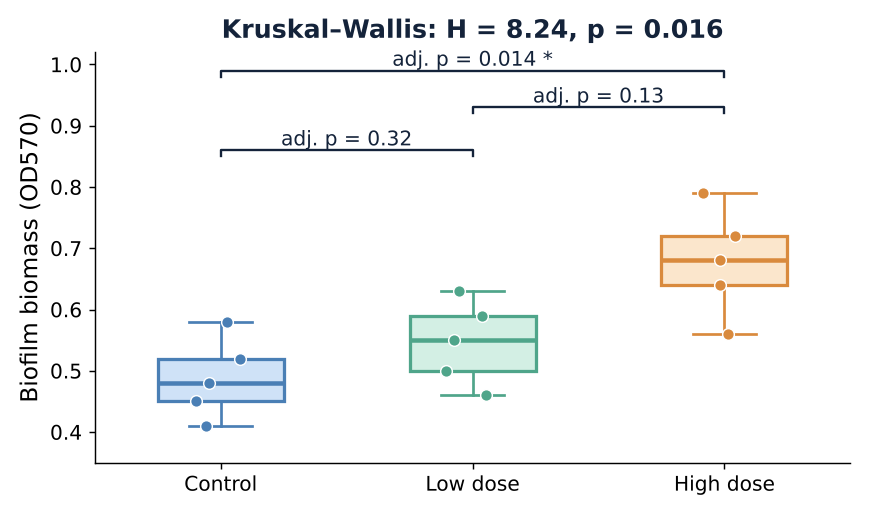 Kruskal–Wallis: H = 8.24, p = 0.016
adj. p = 0.014 *
adj. p = 0.13
adj. p = 0.32
Biofilm biomass (OD570)
1.0
0.9
0.8
0.7
0.6
0.5
0.4
Control
Low dose
High dose